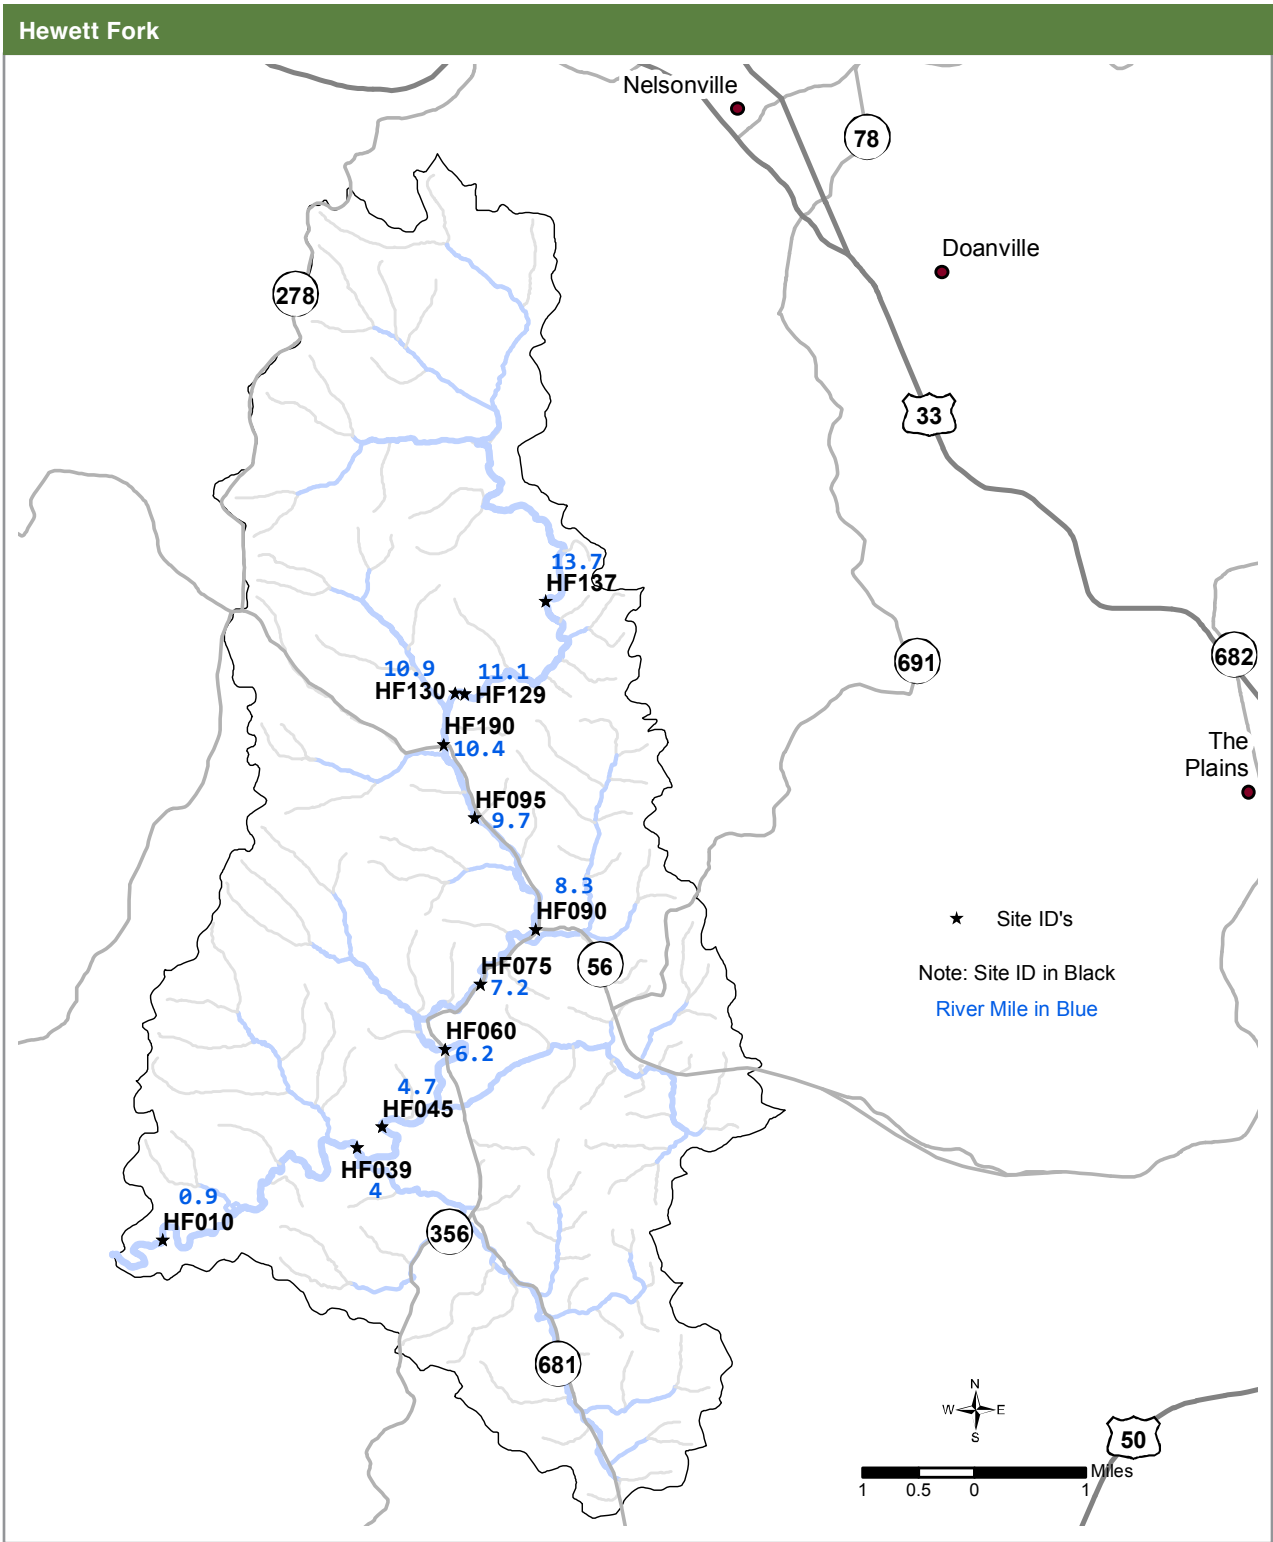 Hewett Fork
Nelsonville
78
Doanville
278
33
13.7
HF137
691
682
10.9
11.1
HF130
HF129
HF190
10.4
The
Plains
HF095
9.7
8.3
HF090
Site ID's
56
HF075
7.2
Note: Site ID in Black
River Mile in Blue
HF060
6.2
4.7
HF045
HF039
4
0.9
HF010
356
681
N
W
E
S
50
Miles
1 0.5 0 1